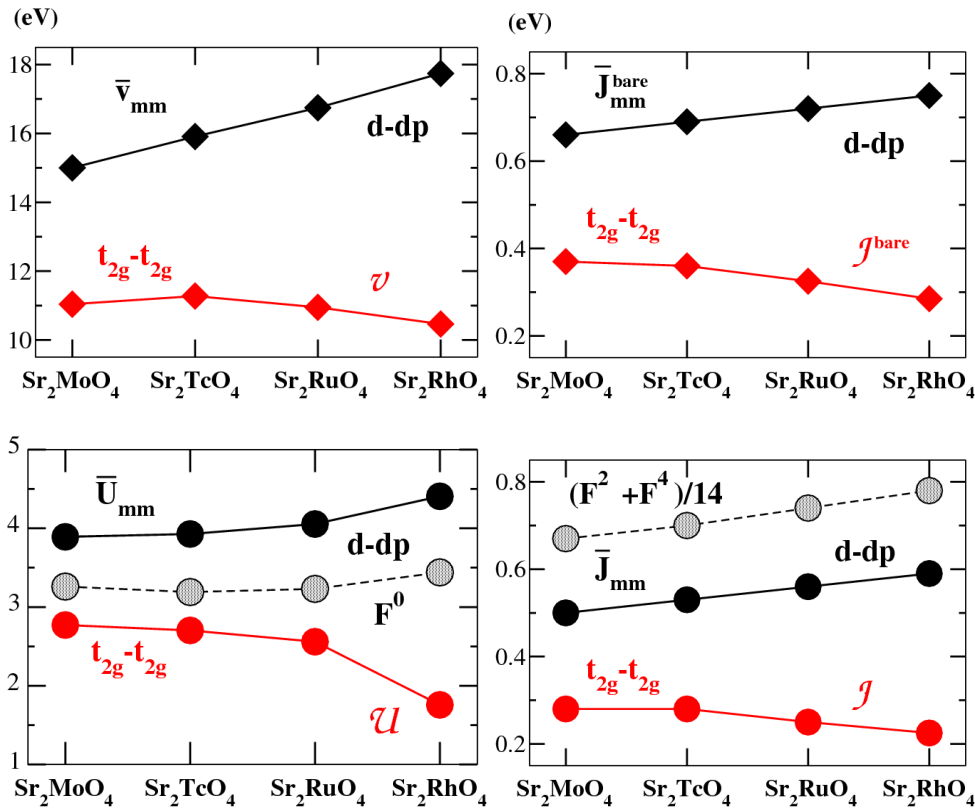 (eV)
18
16
14
12
10
v̄mm
d-dp
t2g-t2g
𝓋
Sr2MoO4 Sr2TcO4 Sr2RuO4 Sr2RhO4
(eV)
0.8
0.6
0.4
0.2
J̄mm^bare
d-dp
t2g-t2g
𝒥^bare
Sr2MoO4 Sr2TcO4 Sr2RuO4 Sr2RhO4
5
4
3
2
1
Ūmm
d-dp
F^0
t2g-t2g
𝒰
Sr2MoO4 Sr2TcO4 Sr2RuO4 Sr2RhO4
0.8
0.6
0.4
0.2
(F^2 +F^4)/14
d-dp
J̄mm
t2g-t2g
𝒥
Sr2MoO4 Sr2TcO4 Sr2RuO4 Sr2RhO4